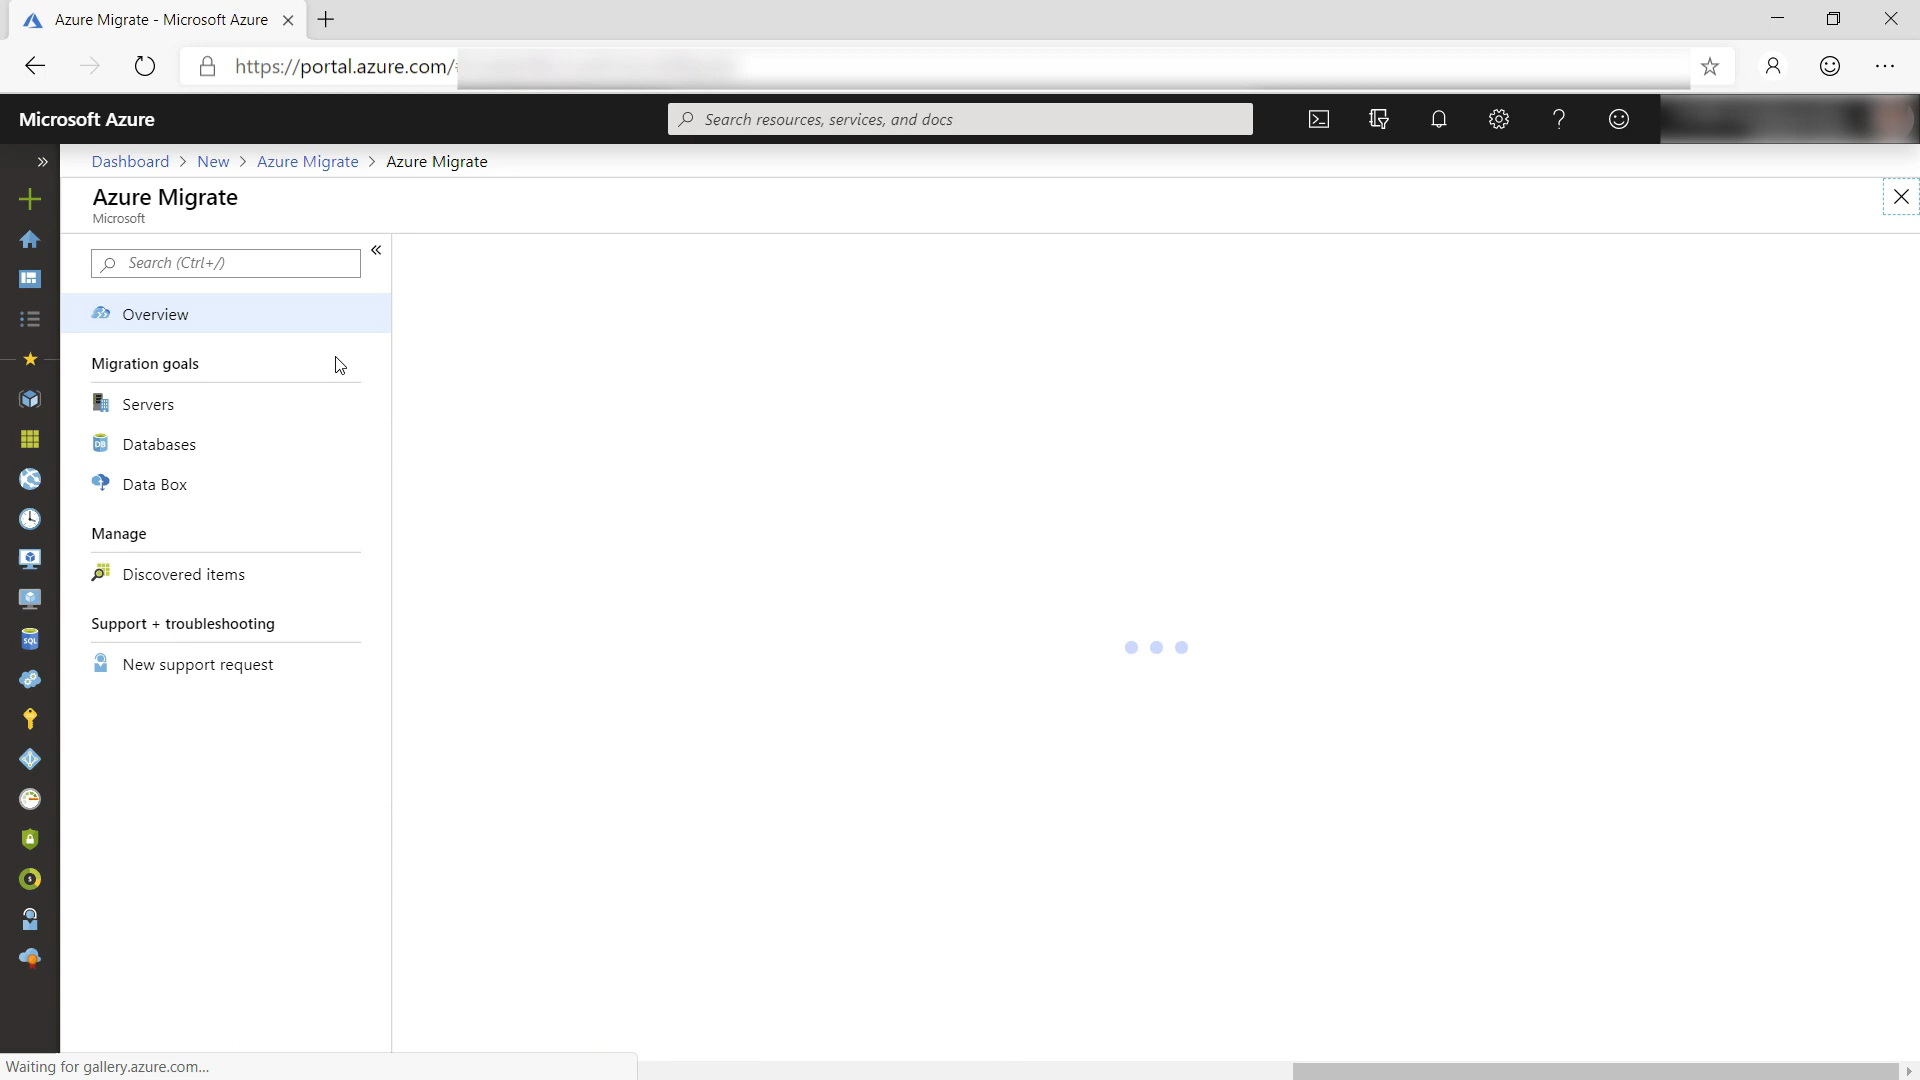 Azure Migrate - Microsoft Azure
https://portal.azure.com/
Microsoft Azure
Search resources, services, and docs
Dashboard > New > Azure Migrate > Azure Migrate
Azure Migrate
Microsoft
Search (Ctrl+/)
Overview
Migration goals
Servers
DB
Databases
Data Box
Manage
Discovered items
SQL
Support + troubleshooting
New support request
Waiting for gallery.azure.com...